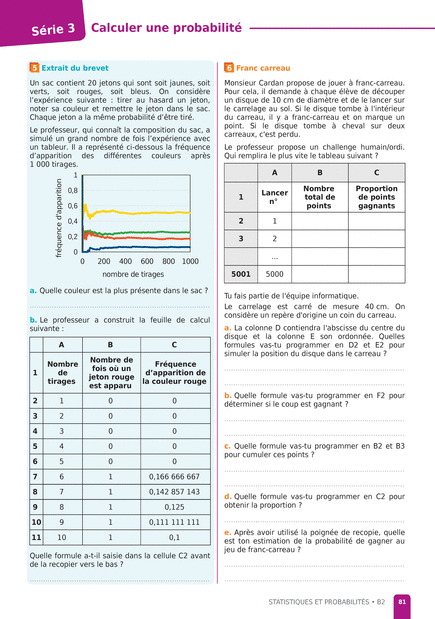 Série 3
Calculer une probabilité
5 Extrait du brevet
Un sac contient 20 jetons qui sont soit jaunes, soit
verts, soit rouges, soit bleus. On considère
l'expérience suivante : tirer au hasard un jeton,
noter sa couleur et remettre le jeton dans le sac.
Chaque jeton a la même probabilité d'être tiré.
Le professeur, qui connaît la composition du sac, a
simulé un grand nombre de fois l'expérience avec
un tableur. Il a représenté ci-dessous la fréquence
d'apparition des différentes couleurs après
1 000 tirages.
fréquence d'apparition
1
0,8
0,6
0,4
0,2
0
0 200 400 600 800 1000
nombre de tirages
a. Quelle couleur est la plus présente dans le sac ?
b. Le professeur a construit la feuille de calcul
suivante :
A B C
1 Nombre de tirages Nombre de fois où un jeton rouge est apparu Fréquence d'apparition de la couleur rouge
2 1 0 0
3 2 0 0
4 3 0 0
5 4 0 0
6 5 0 0
7 6 1 0,166 666 667
8 7 1 0,142 857 143
9 8 1 0,125
10 9 1 0,111 111 111
11 10 1 0,1
Quelle formule a-t-il saisie dans la cellule C2 avant
de la recopier vers le bas ?
6 Franc carreau
Monsieur Cardan propose de jouer à franc-carreau.
Pour cela, il demande à chaque élève de découper
un disque de 10 cm de diamètre et de le lancer sur
le carrelage au sol. Si le disque tombe à l'intérieur
du carreau, il y a franc-carreau et on marque un
point. Si le disque tombe à cheval sur deux
carreaux, c'est perdu.
Le professeur propose un challenge humain/ordi.
Qui remplira le plus vite le tableau suivant ?
A B C
1 Lancer n° Nombre total de points Proportion de points gagnants
2 1
3 2
...
5001 5000
Tu fais partie de l'équipe informatique.
Le carrelage est carré de mesure 40 cm. On
considère un repère d'origine un coin du carreau.
a. La colonne D contiendra l'abscisse du centre du
disque et la colonne E son ordonnée. Quelles
formules vas-tu programmer en D2 et E2 pour
simuler la position du disque dans le carreau ?
b. Quelle formule vas-tu programmer en F2 pour
déterminer si le coup est gagnant ?
c. Quelle formule vas-tu programmer en B2 et B3
pour cumuler ces points ?
d. Quelle formule vas-tu programmer en C2 pour
obtenir la proportion ?
e. Après avoir utilisé la poignée de recopie, quelle
est ton estimation de la probabilité de gagner au
jeu de franc-carreau ?
STATISTIQUES ET PROBABILITÉS • B2 81